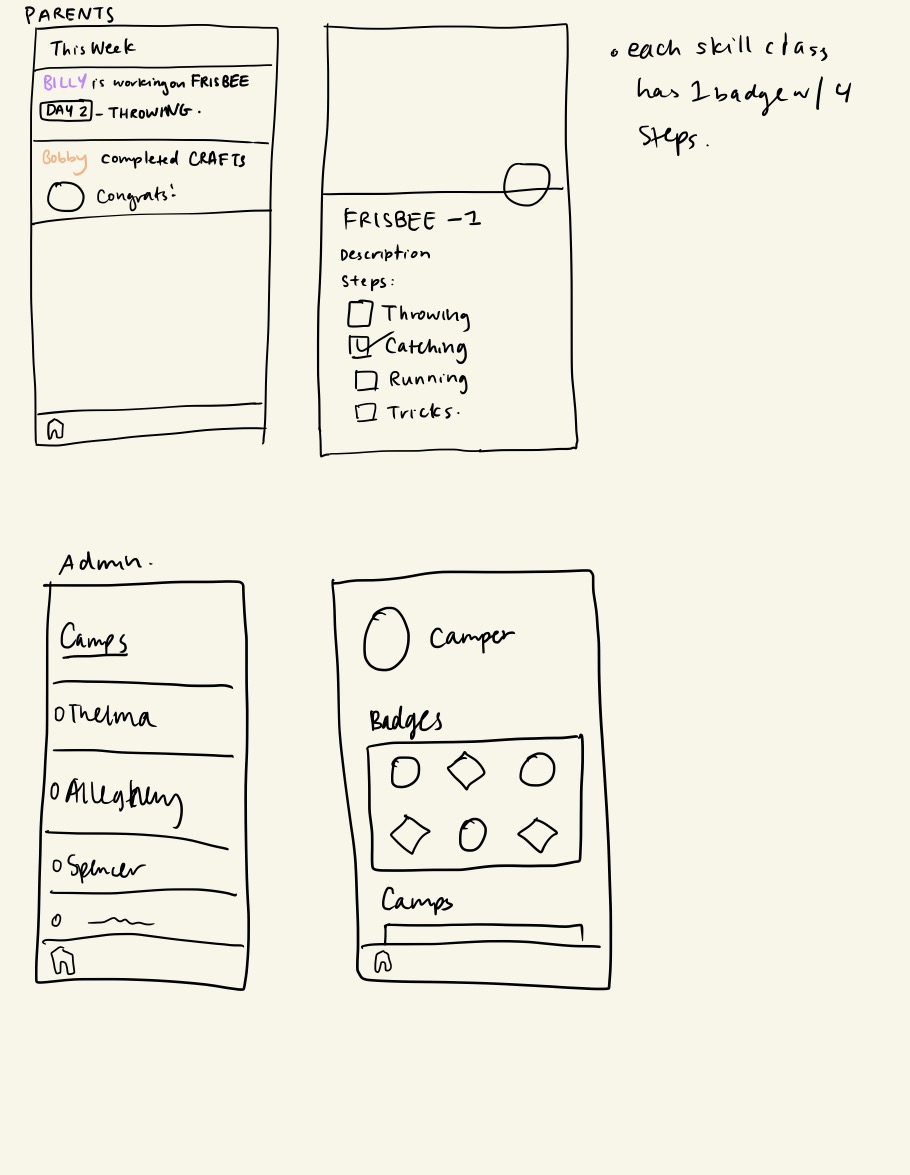 PARENTS
This Week
BILLY is working on FRISBEE
DAY 2 - THROWING.
Bobby completed CRAFTS
Congrats!
FRISBEE - 1
Description
Steps:
Throwing
Catching
Running
Tricks.
• each skill class
has 1 badge w/ 4
steps.
Admin.
Camps
Thelma
Allegheny
Spencer
Camper
Badges
Camps